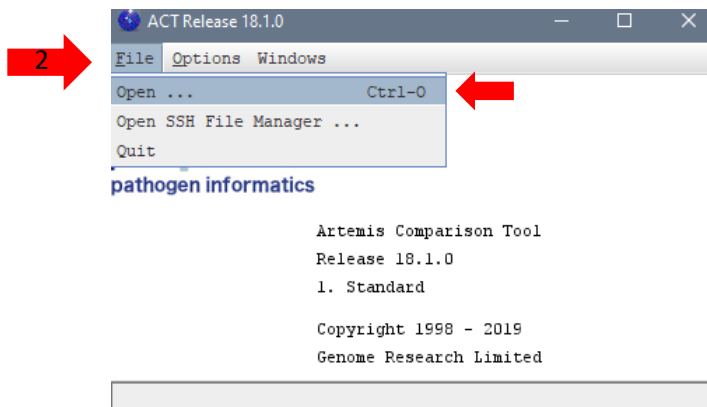 ACT Release 18.1.0
2
File Options Windows
Open ... Ctrl-O
Open SSH File Manager ...
Quit
pathogen informatics
Artemis Comparison Tool
Release 18.1.0
1. Standard
Copyright 1998 - 2019
Genome Research Limited